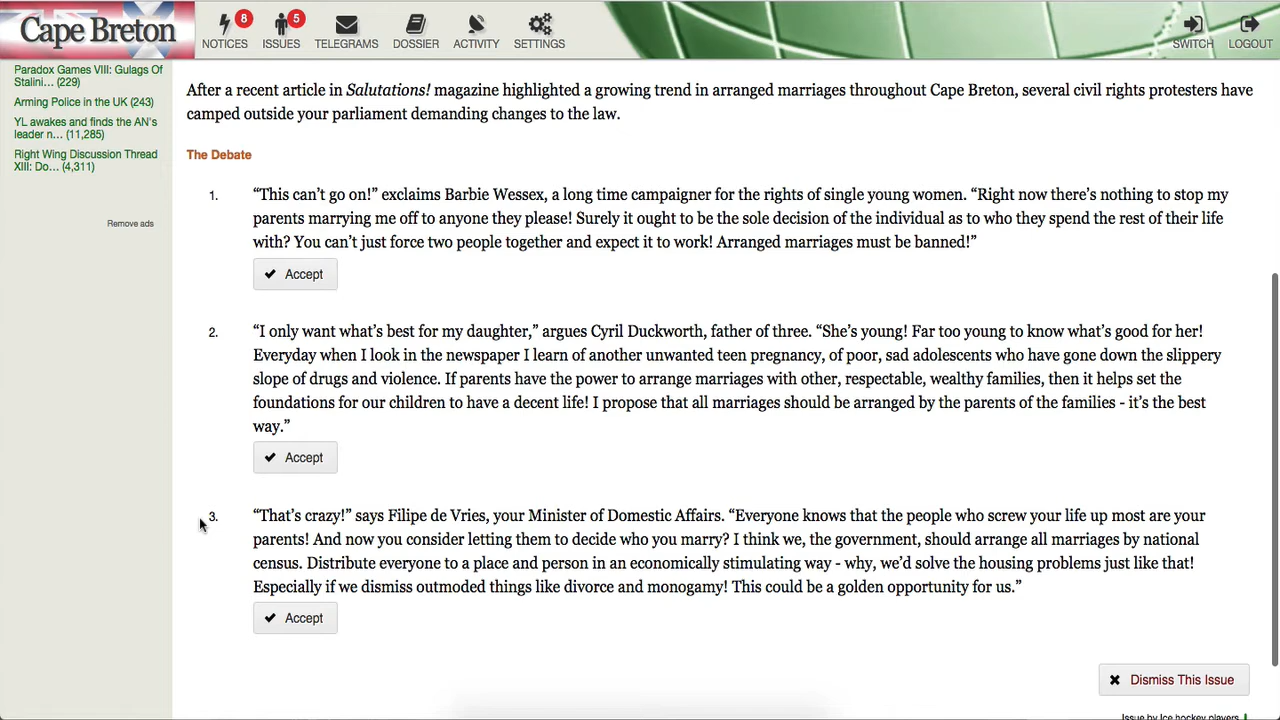 Cape Breton
8
5
NOTICES
ISSUES
TELEGRAMS
DOSSIER
ACTIVITY
SETTINGS
SWITCH
LOGOUT
Paradox Games VIII: Gulags Of
Stalini... (229)
Arming Police in the UK (243)
YL awakes and finds the AN's
leader n... (11,285)
Right Wing Discussion Thread
XIII: Do... (4,311)
Remove ads
After a recent article in Salutations! magazine highlighted a growing trend in arranged marriages throughout Cape Breton, several civil rights protesters have
camped outside your parliament demanding changes to the law.
The Debate
1. “This can’t go on!” exclaims Barbie Wessex, a long time campaigner for the rights of single young women. “Right now there’s nothing to stop my
parents marrying me off to anyone they please! Surely it ought to be the sole decision of the individual as to who they spend the rest of their life
with? You can’t just force two people together and expect it to work! Arranged marriages must be banned!”
Accept
2. “I only want what’s best for my daughter,” argues Cyril Duckworth, father of three. “She’s young! Far too young to know what’s good for her!
Everyday when I look in the newspaper I learn of another unwanted teen pregnancy, of poor, sad adolescents who have gone down the slippery
slope of drugs and violence. If parents have the power to arrange marriages with other, respectable, wealthy families, then it helps set the
foundations for our children to have a decent life! I propose that all marriages should be arranged by the parents of the families - it’s the best
way.”
Accept
3. “That’s crazy!” says Filipe de Vries, your Minister of Domestic Affairs. “Everyone knows that the people who screw your life up most are your
parents! And now you consider letting them to decide who you marry? I think we, the government, should arrange all marriages by national
census. Distribute everyone to a place and person in an economically stimulating way - why, we’d solve the housing problems just like that!
Especially if we dismiss outmoded things like divorce and monogamy! This could be a golden opportunity for us.”
Accept
Dismiss This Issue
Issue by Ice hockey players